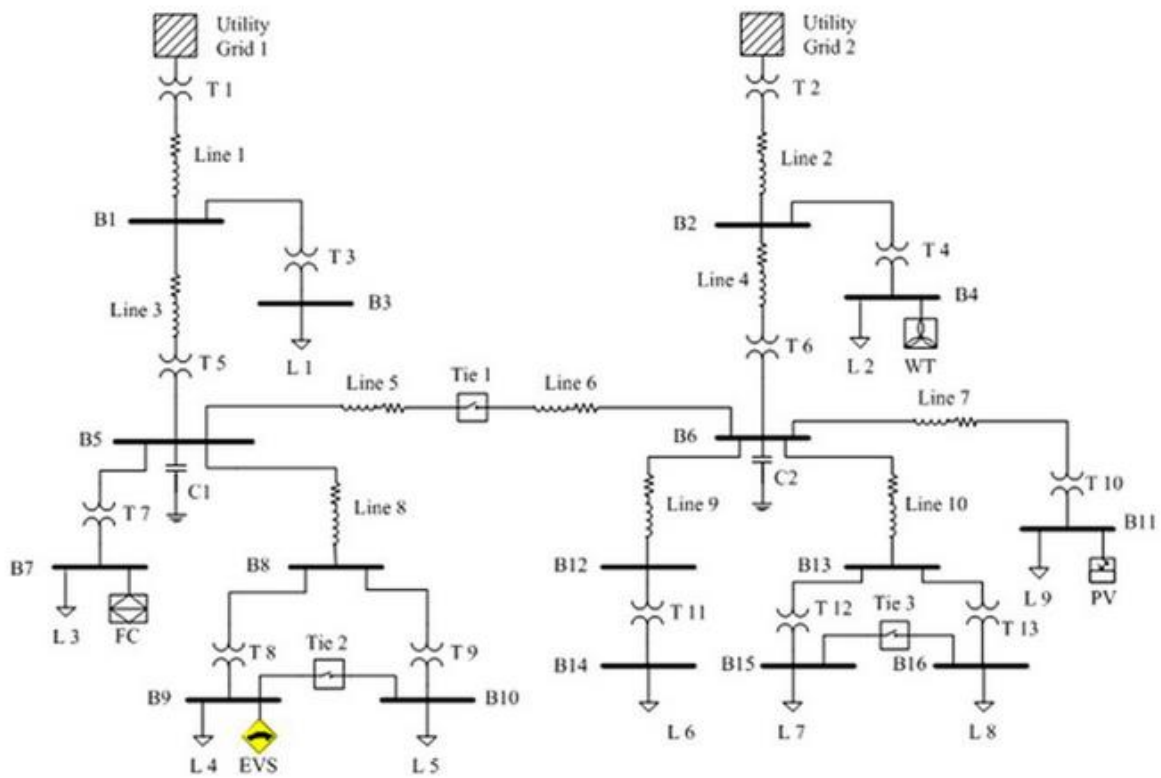 Utility
Grid 1
Utility
Grid 2
T 1
T 2
Line 1
Line 2
B1
B2
T 3
T 4
Line 3
Line 4
B3
B4
L 1
T 5
T 6
L 2
WT
Line 5
Tie 1
Line 6
Line 7
B5
B6
C1
C2
T 7
Line 8
Line 9
Line 10
T 10
B11
B7
B8
B12
B13
L 3
FC
T 11
T 12
Tie 3
T 13
L 9
PV
T 8
Tie 2
T 9
B14
B15
B16
B9
B10
L 6
L 7
L 8
L 4
EVS
L 5